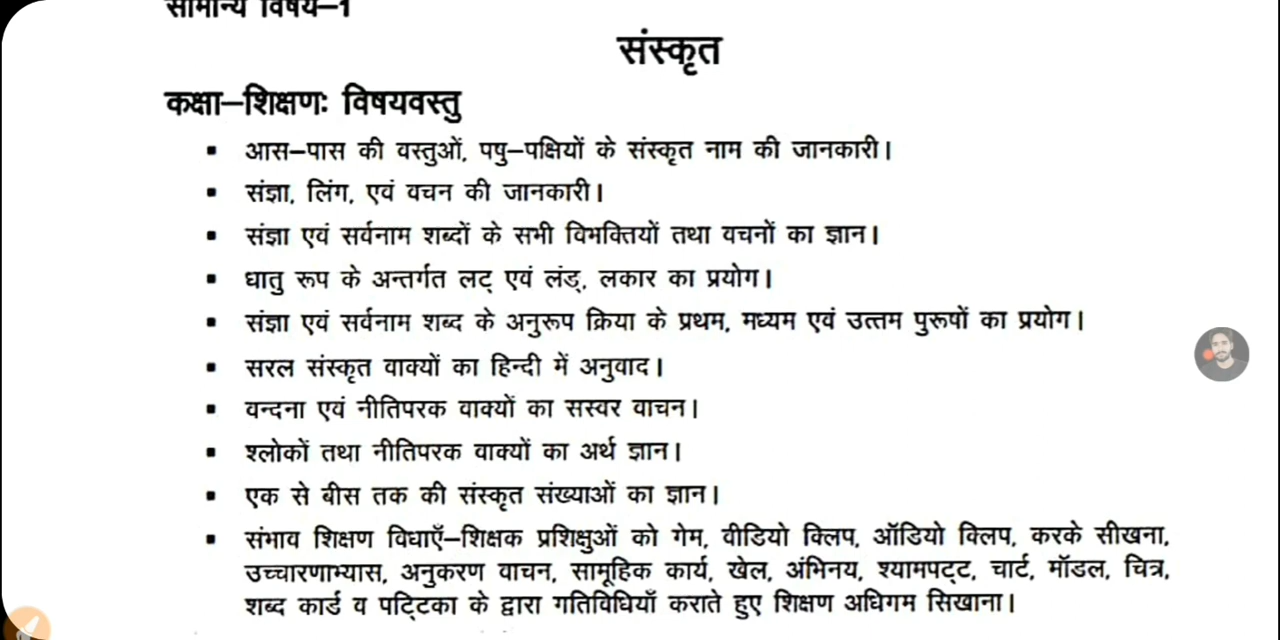 सामान्य विषय–1
संस्कृत
कक्षा–शिक्षणः विषयवस्तु
▪ आस–पास की वस्तुओं, पषु–पक्षियों के संस्कृत नाम की जानकारी।
▪ संज्ञा, लिंग, एवं वचन की जानकारी।
▪ संज्ञा एवं सर्वनाम शब्दों के सभी विभक्तियों तथा वचनों का ज्ञान।
▪ धातु रूप के अन्तर्गत लट् एवं लंड्, लकार का प्रयोग।
▪ संज्ञा एवं सर्वनाम शब्द के अनुरूप क्रिया के प्रथम, मध्यम एवं उत्तम पुरूषों का प्रयोग।
▪ सरल संस्कृत वाक्यों का हिन्दी में अनुवाद।
▪ वन्दना एवं नीतिपरक वाक्यों का सस्वर वाचन।
▪ श्लोकों तथा नीतिपरक वाक्यों का अर्थ ज्ञान।
▪ एक से बीस तक की संस्कृत संख्याओं का ज्ञान।
▪ संभाव शिक्षण विधाएँ–शिक्षक प्रशिक्षुओं को गेम, वीडियो क्लिप, ऑडियो क्लिप, करके सीखना,
उच्चारणाभ्यास, अनुकरण वाचन, सामूहिक कार्य, खेल, अंभिनय, श्यामपट्ट, चार्ट, मॉडल, चित्र,
शब्द कार्ड व पट्टिका के द्वारा गतिविधियाँ कराते हुए शिक्षण अधिगम सिखाना।